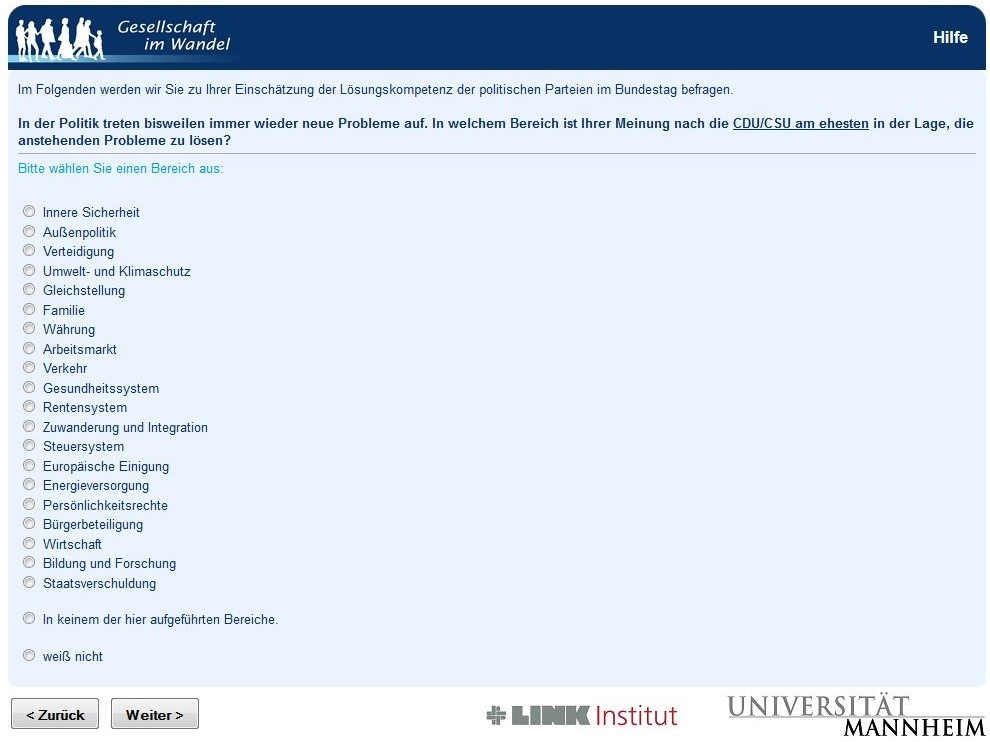 Gesellschaft
im Wandel
Hilfe
Im Folgenden werden wir Sie zu Ihrer Einschätzung der Lösungskompetenz der politischen Parteien im Bundestag befragen.
In der Politik treten bisweilen immer wieder neue Probleme auf. In welchem Bereich ist Ihrer Meinung nach die CDU/CSU am ehesten in der Lage, die
anstehenden Probleme zu lösen?
Bitte wählen Sie einen Bereich aus:
Innere Sicherheit
Außenpolitik
Verteidigung
Umwelt- und Klimaschutz
Gleichstellung
Familie
Währung
Arbeitsmarkt
Verkehr
Gesundheitssystem
Rentensystem
Zuwanderung und Integration
Steuersystem
Europäische Einigung
Energieversorgung
Persönlichkeitsrechte
Bürgerbeteiligung
Wirtschaft
Bildung und Forschung
Staatsverschuldung
In keinem der hier aufgeführten Bereiche.
weiß nicht
< Zurück
Weiter >
LINK Institut
UNIVERSITÄT
MANNHEIM